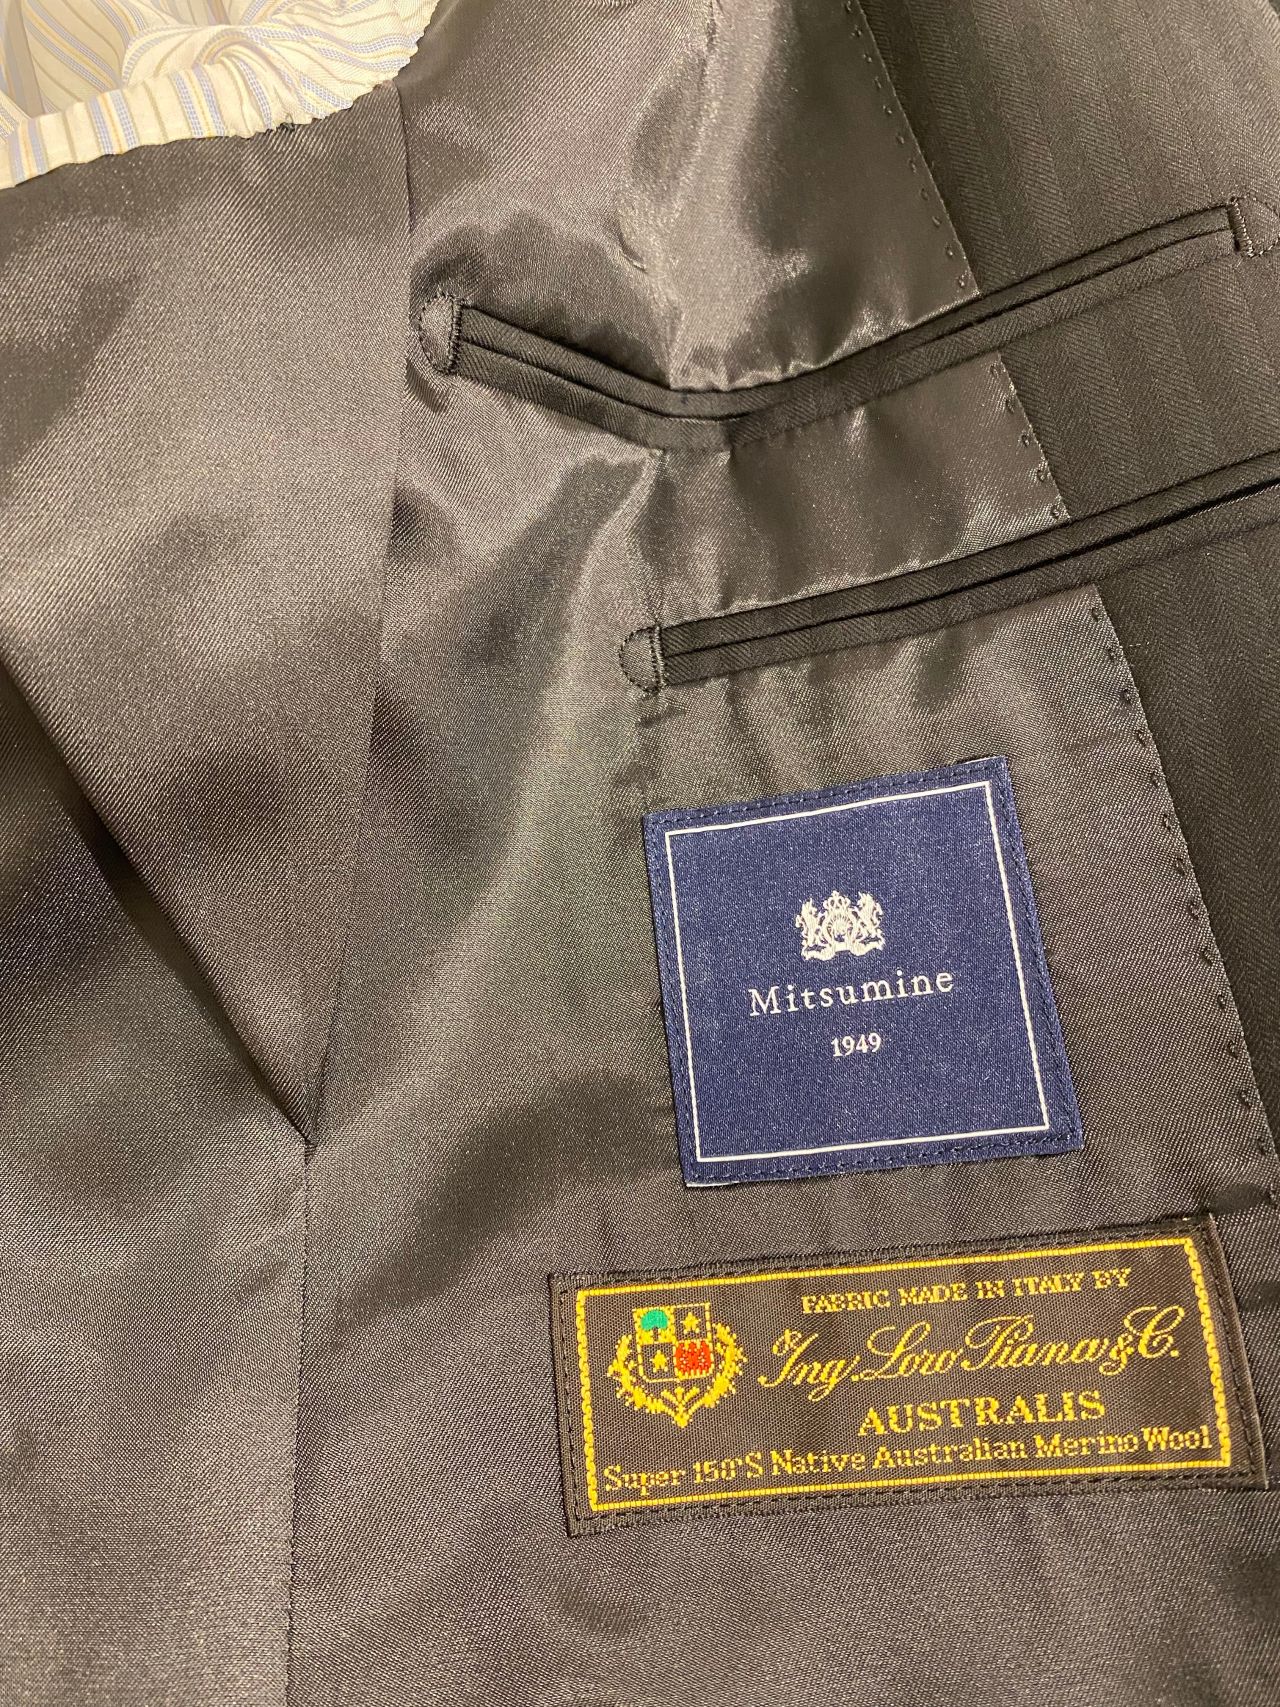 Mitsumine
1949
FABRIC MADE IN ITALY BY
Ing. Loro Piana & C.
AUSTRALIS
Super 150'S Native Australian Merino Wool